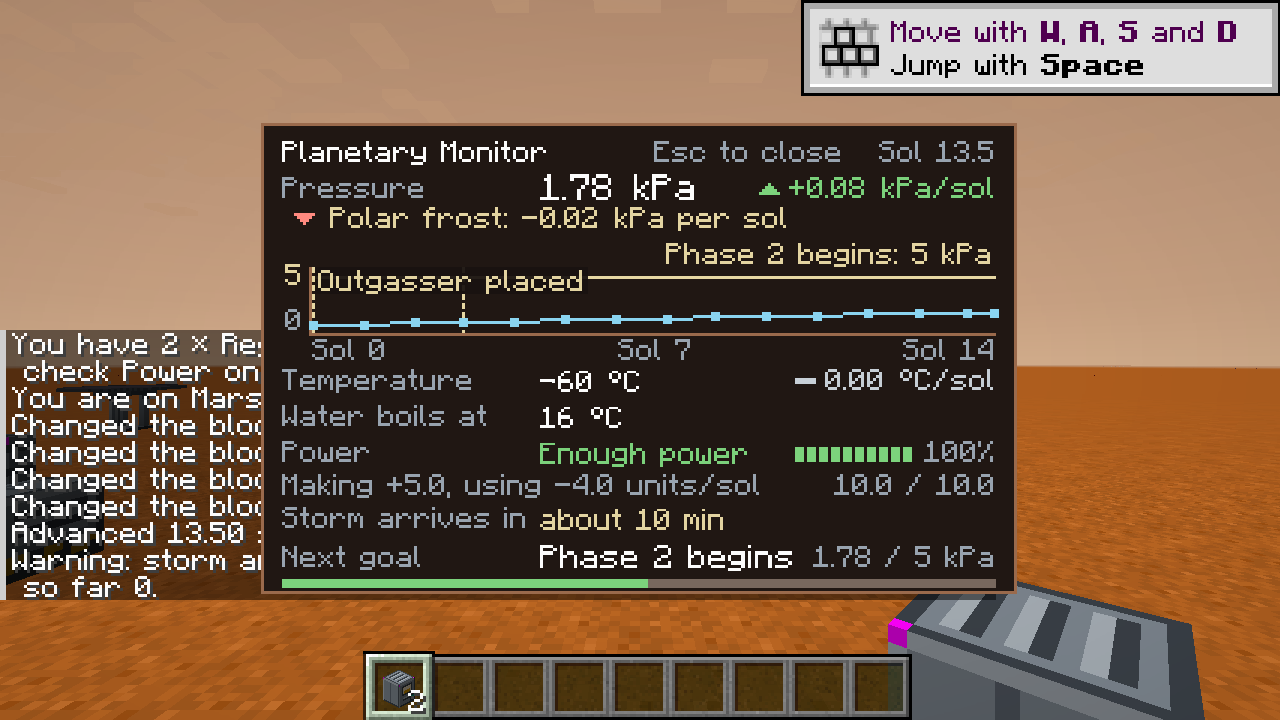 Move with W, A, S and D
Jump with Space
Planetary Monitor Esc to close Sol 13.5
Pressure 1.78 kPa +0.08 kPa/sol
Polar frost: -0.02 kPa per sol
Phase 2 begins: 5 kPa
5 Outgasser placed
0
Sol 0 Sol 7 Sol 14
Temperature -60 °C 0.00 °C/sol
Water boils at 16 °C
Power Enough power 100%
Making +5.0, using -4.0 units/sol 10.0 / 10.0
Storm arrives in about 10 min
Next goal Phase 2 begins 1.78 / 5 kPa
You have 2 ×
check Power on
You are on Mars
Changed the
Changed the
Changed the
Changed the
Advanced 13.50
Warning: storm
so far 0.
2